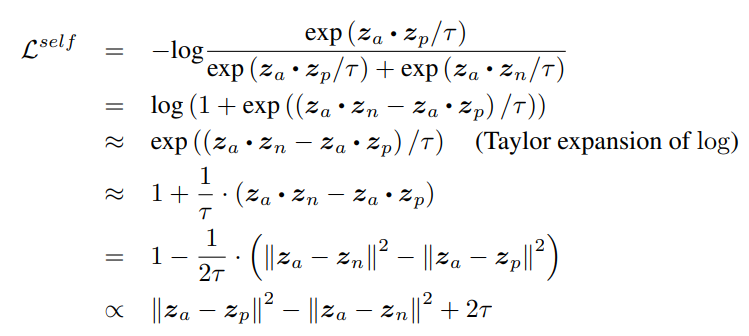 𝓛^{self} = −log exp (z_a • z_p/τ) / (exp (z_a • z_p/τ) + exp (z_a • z_n/τ))
= log (1 + exp ((z_a • z_n − z_a • z_p) /τ))
≈ exp ((z_a • z_n − z_a • z_p) /τ) (Taylor expansion of log)
≈ 1 + 1/τ · (z_a • z_n − z_a • z_p)
= 1 − 1/2τ · (‖z_a − z_n‖² − ‖z_a − z_p‖²)
∝ ‖z_a − z_p‖² − ‖z_a − z_n‖² + 2τ